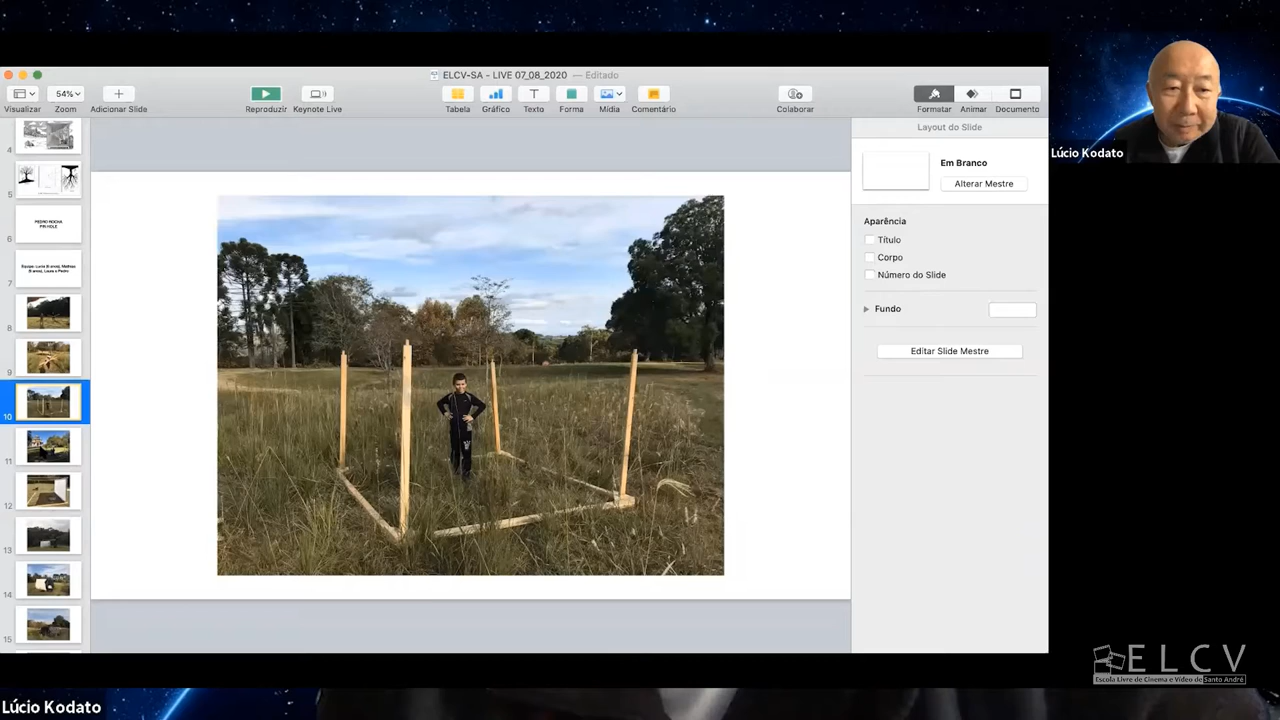 ELCV-SA - LIVE 07_08_2020 — Editado
Visualizar
54%
Zoom
Adicionar Slide
Reproduzir
Keynote Live
Tabela
Gráfico
Texto
Forma
Mídia
Comentário
Colaborar
Formatar
Animar
Documento
Layout do Slide
Em Branco
Alterar Mestre
Aparência
Título
Corpo
Número do Slide
Fundo
Editar Slide Mestre
4
5
6
PEDRO ROCHA
PIN HOLE
7
8
9
10
11
12
13
14
15
Lúcio Kodato
ELCV
Escola Livre de Cinema e Vídeo de Santo André
Lúcio Kodato